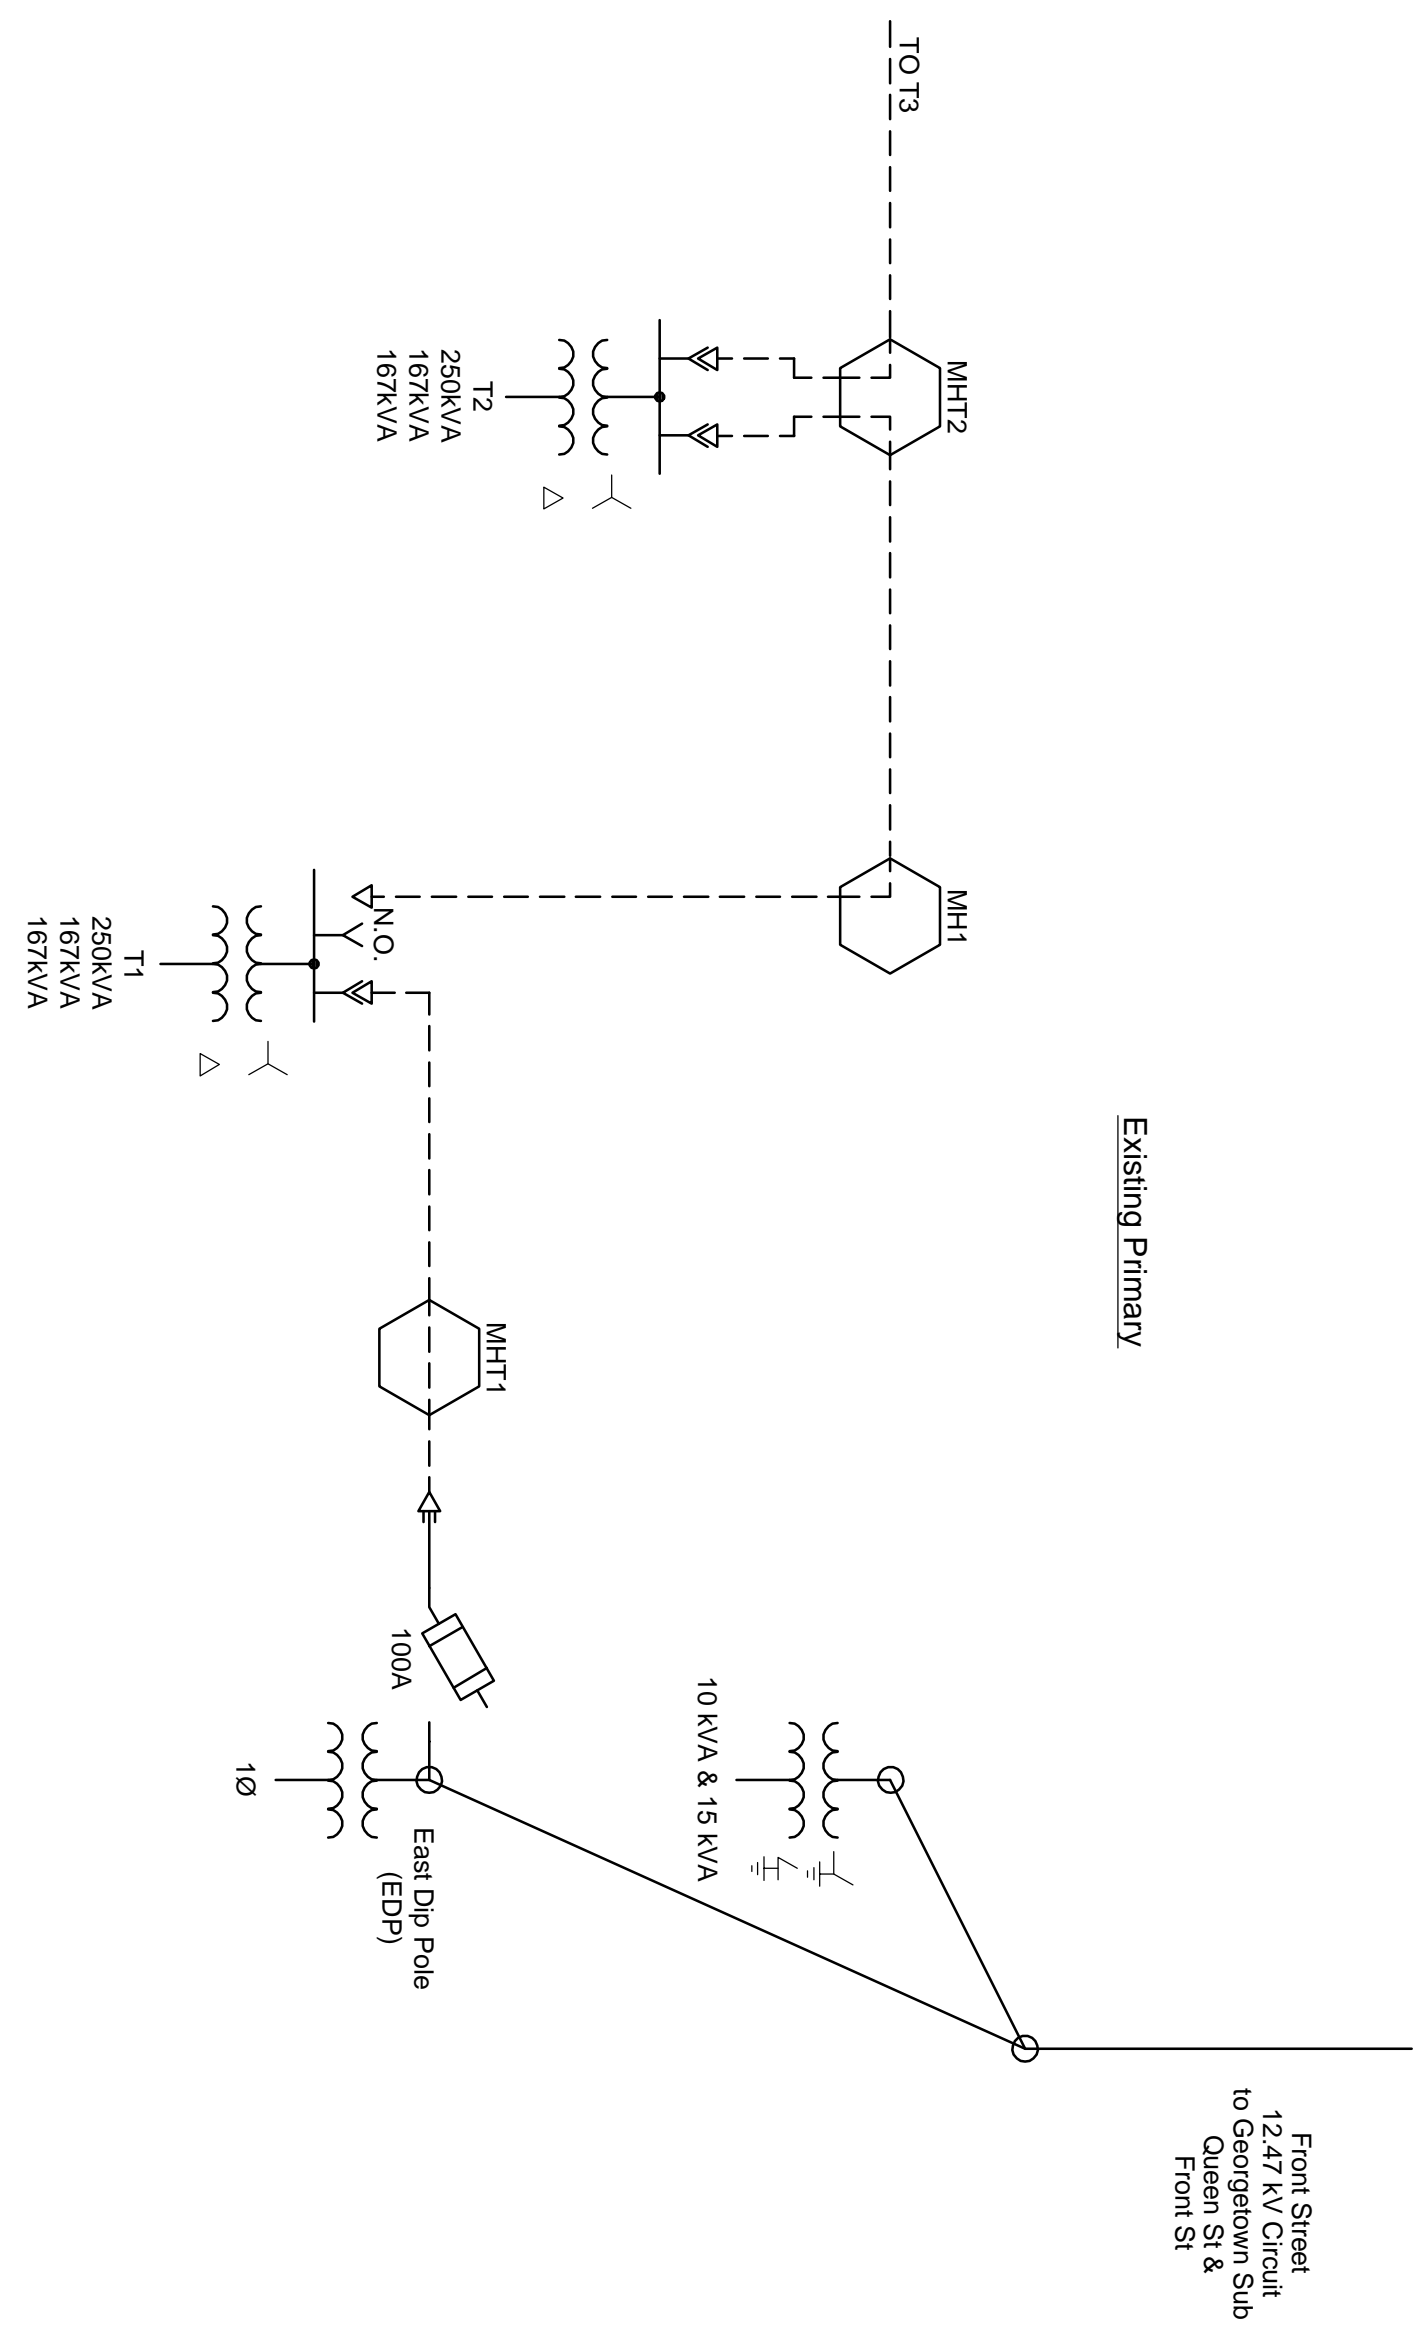 Existing Primary
Front Street
12.47 kV Circuit
to Georgetown Sub
Queen St &
Front St
TO T3
MHT2
MH1
T2
250kVA
167kVA
167kVA
N.O.
T1
250kVA
167kVA
167kVA
MHT1
100A
10 kVA & 15 kVA
1Ø
East Dip Pole
(EDP)